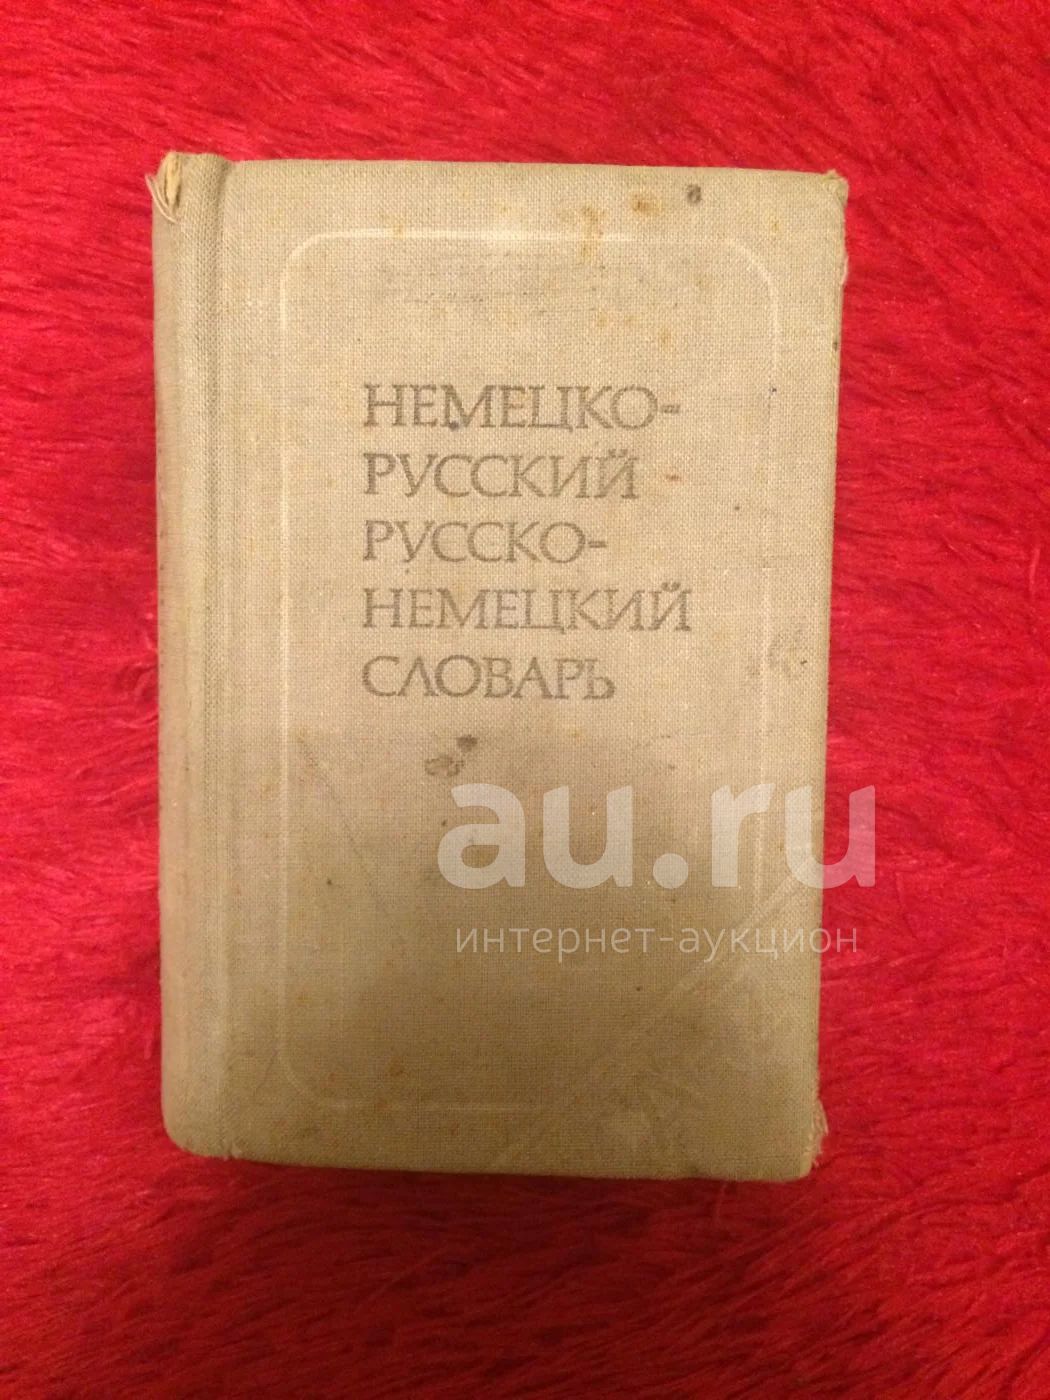 НЕМЕЦКО-
РУССКИЙ
РУССКО-
НЕМЕЦКИЙ
СЛОВАРЬ
au.ru
интернет-аукцион